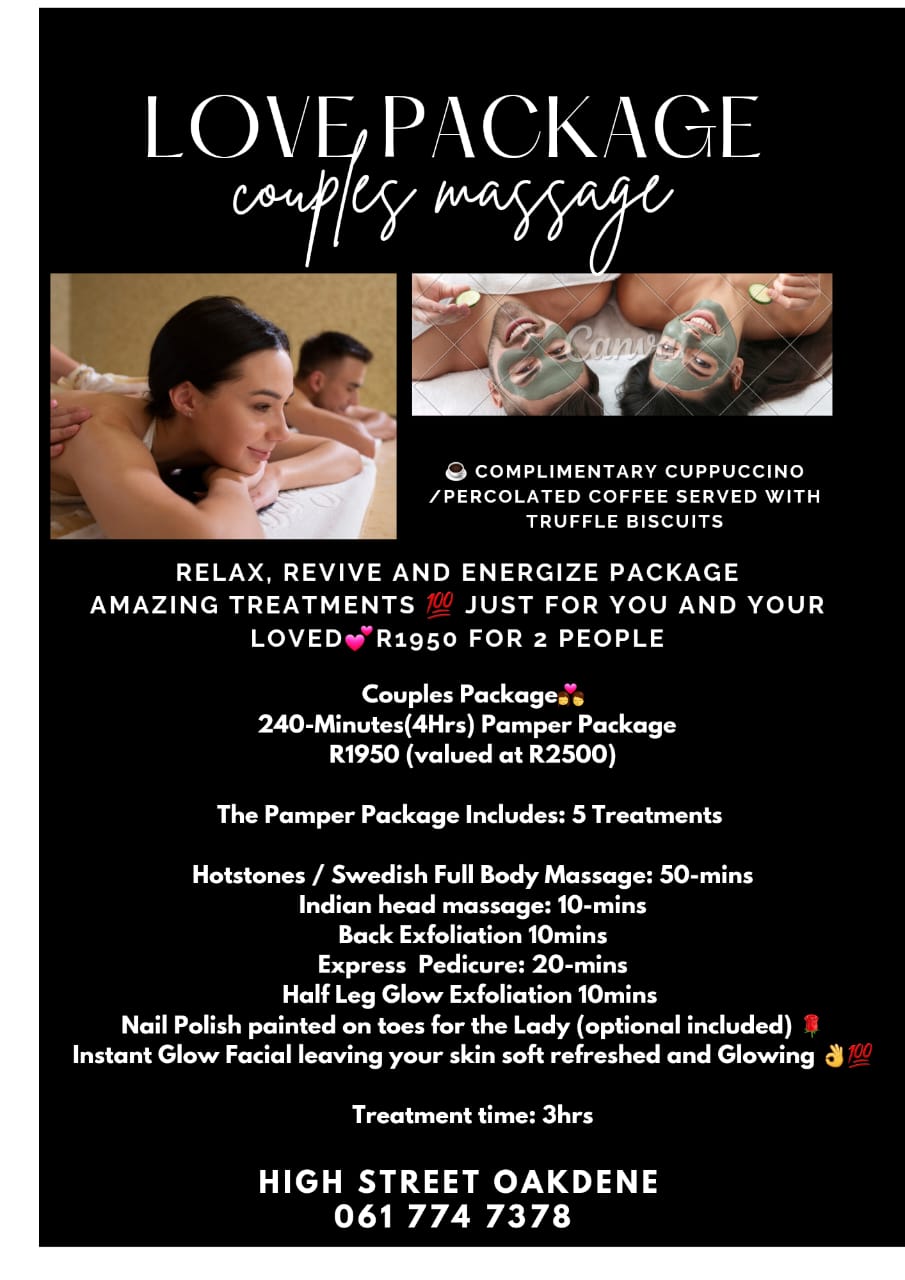 LOVE PACKAGE
couples massage
Canva
☕ COMPLIMENTARY CUPPUCCINO
/PERCOLATED COFFEE SERVED WITH
TRUFFLE BISCUITS
RELAX, REVIVE AND ENERGIZE PACKAGE
AMAZING TREATMENTS 💯 JUST FOR YOU AND YOUR
LOVED💕R1950 FOR 2 PEOPLE
Couples Package💏
240-Minutes(4Hrs) Pamper Package
R1950 (valued at R2500)
The Pamper Package Includes: 5 Treatments
Hotstones / Swedish Full Body Massage: 50-mins
Indian head massage: 10-mins
Back Exfoliation 10mins
Express  Pedicure: 20-mins
Half Leg Glow Exfoliation 10mins
Nail Polish painted on toes for the Lady (optional included) 🌹
Instant Glow Facial leaving your skin soft refreshed and Glowing 👌💯
Treatment time: 3hrs
HIGH STREET OAKDENE
061 774 7378